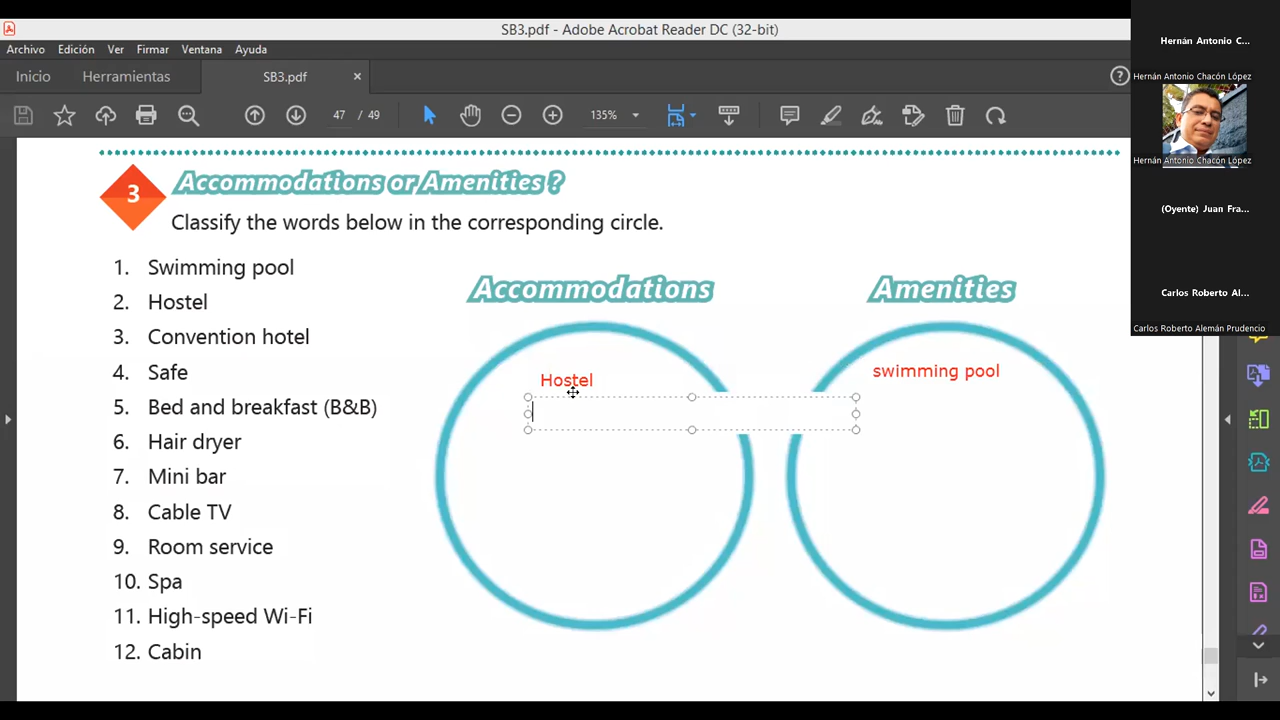 SB3.pdf - Adobe Acrobat Reader DC (32-bit)
Archivo Edición Ver Firmar Ventana Ayuda
Inicio Herramientas SB3.pdf ×
47 / 49 135%
3 Accommodations or Amenities ?
Classify the words below in the corresponding circle.
1. Swimming pool
2. Hostel
3. Convention hotel
4. Safe
5. Bed and breakfast (B&B)
6. Hair dryer
7. Mini bar
8. Cable TV
9. Room service
10. Spa
11. High-speed Wi-Fi
12. Cabin
Accommodations
Hostel
Amenities
swimming pool
Hernán Antonio C...
Hernán Antonio Chacón López
Hernán Antonio Chacón López
(Oyente) Juan Fra...
Carlos Roberto Al...
Carlos Roberto Alemán Prudencio